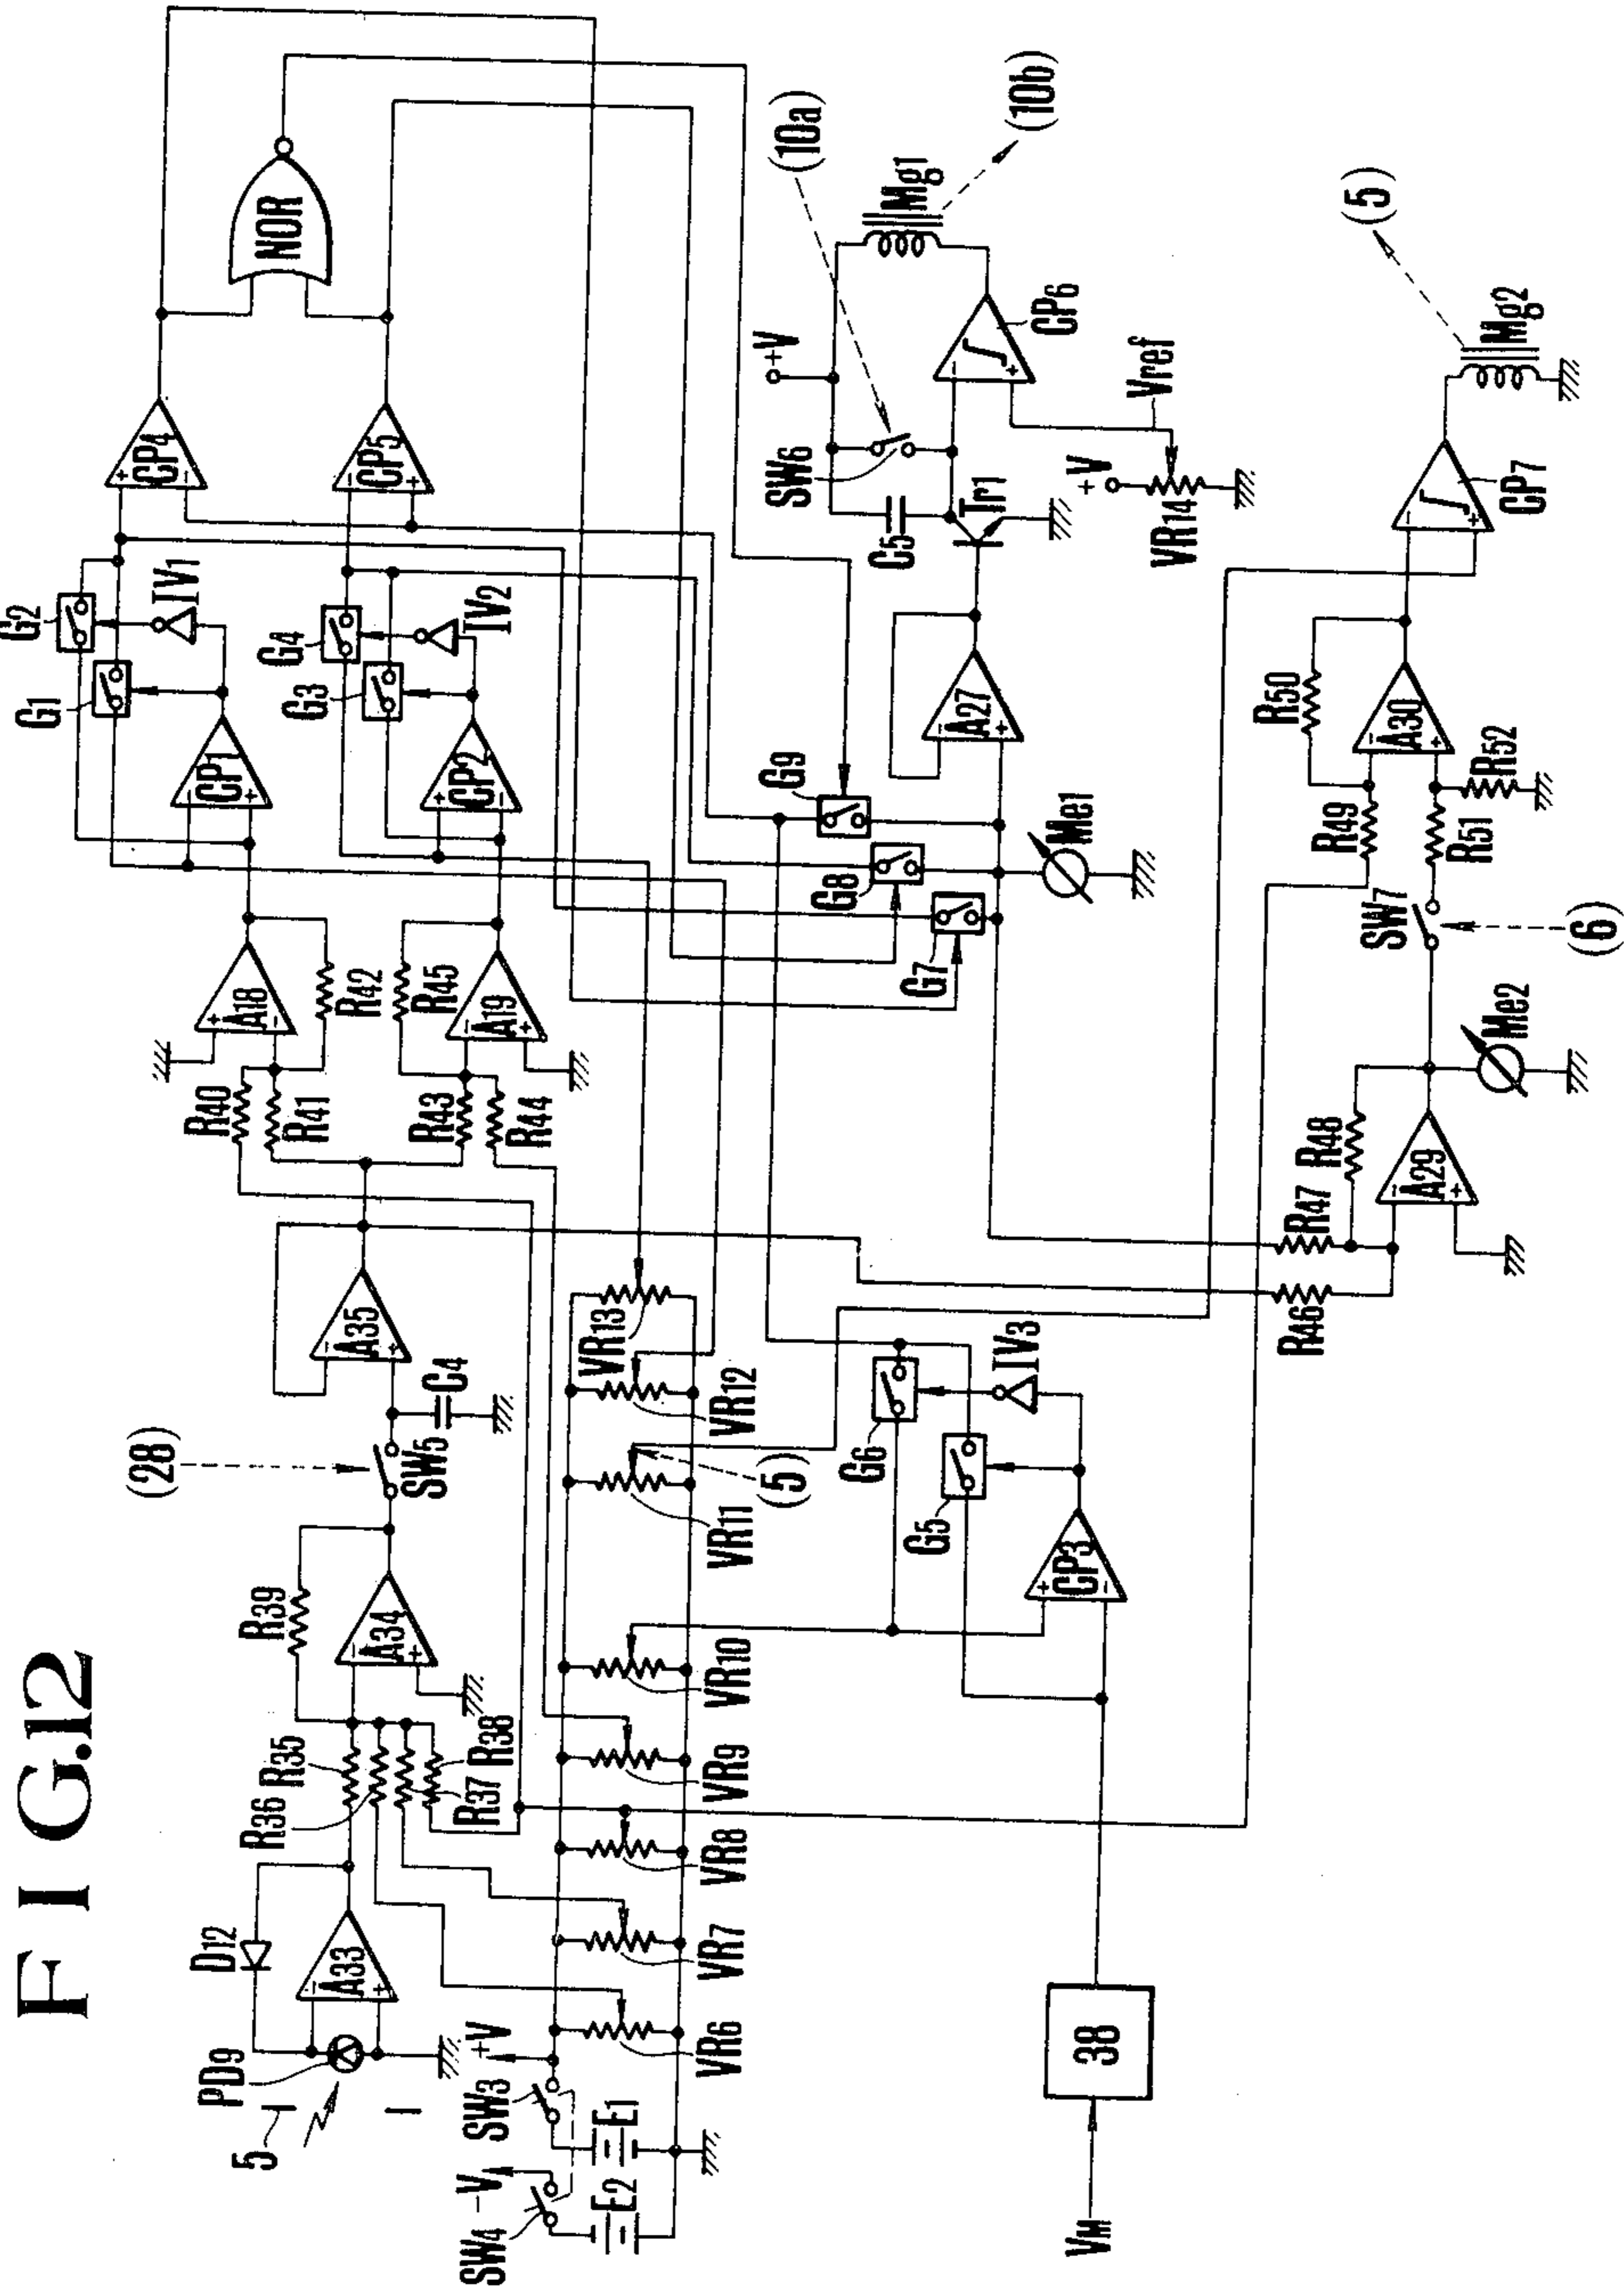 FIG.12
G2
G1
IV1
CP1
CP4
NOR
G4
G3
IV2
CP2
CP5
A18
R42
R40
R41
R45
A19
R43
R44
A35
(28)
SW5
C4
R39
A34
R35
R36
R37
R38
D12
A33
PD9
5
+V
SW3
E1
-V
SW4
E2
VR6
VR7
VR8
VR9
VR10
VR11
(5)
VR12
VR13
(10a)
(10b)
+V
SW6
C5
Mg1
CP6
Tr1
+V
Vref
VR14
A27
G9
G8
G7
Me1
G6
IV3
G5
CP3
38
VM
R46
R47
R48
A29
Me2
SW7
(6)
R49
R50
R51
R52
A30
CP7
Mg2
(5)